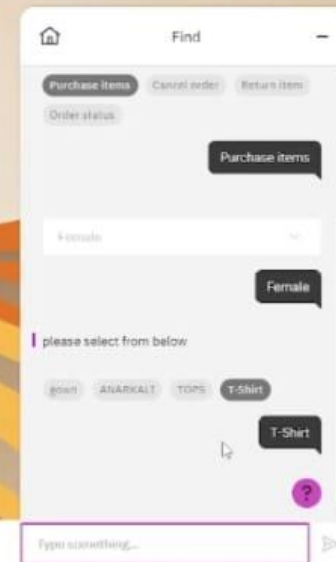 Find
Purchase items Cancel order Return item
Order status
Purchase items
Female
Female
please select from below
gown ANARKALT TOPS T-Shirt
T-Shirt
?
Type something...